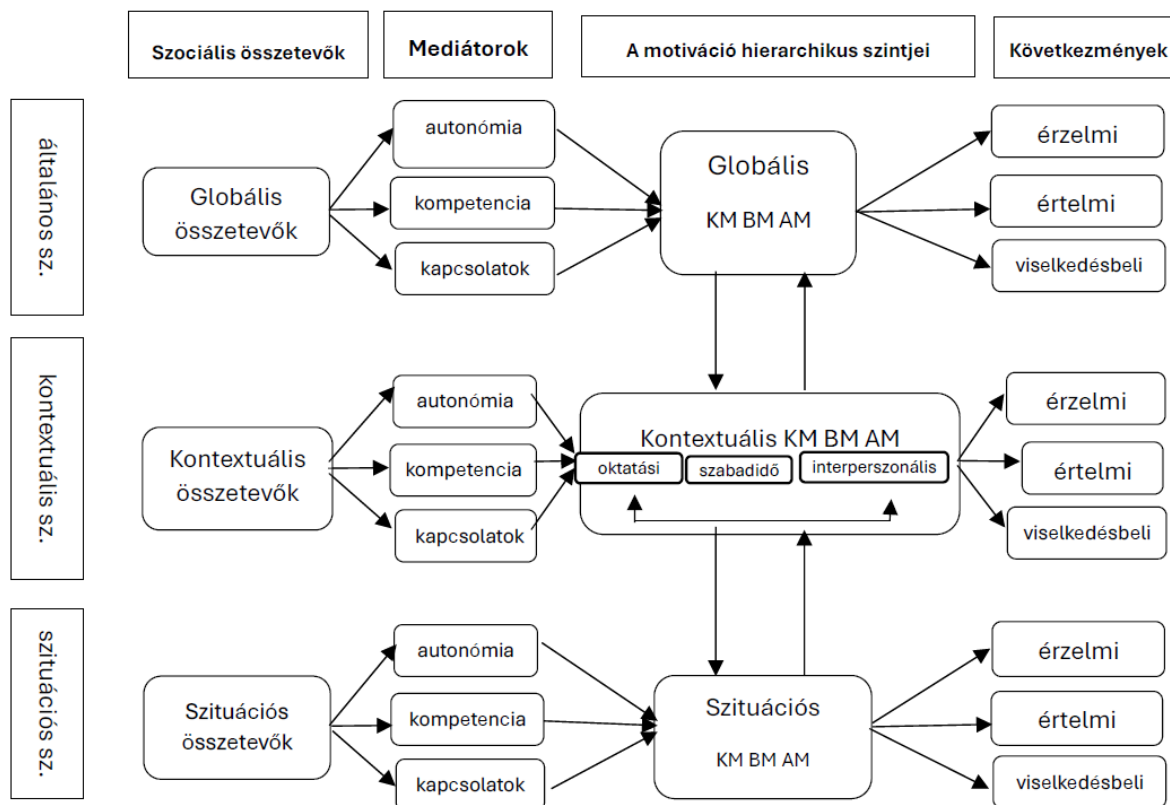 Szociális összetevők
Mediátorok
A motiváció hierarchikus szintjei
Következmények
általános sz.
Globális
összetevők
autonómia
kompetencia
kapcsolatok
Globális
KM BM AM
érzelmi
értelmi
viselkedésbeli
kontextuális sz.
Kontextuális
összetevők
autonómia
kompetencia
kapcsolatok
Kontextuális KM BM AM
oktatási
szabadidő
interperszonális
érzelmi
értelmi
viselkedésbeli
szituációs sz.
Szituációs
összetevők
autonómia
kompetencia
kapcsolatok
Szituációs
KM BM AM
érzelmi
értelmi
viselkedésbeli